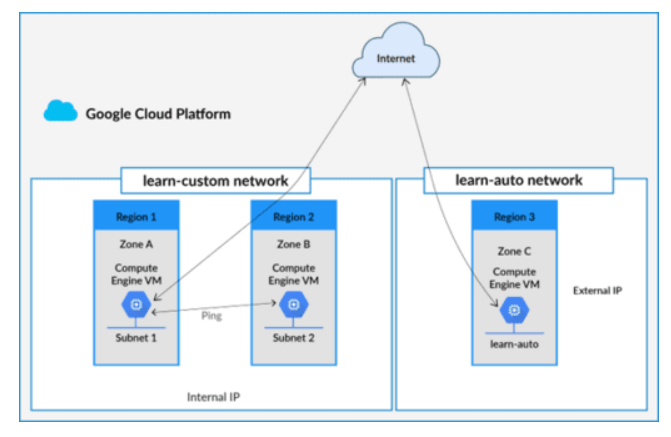 Internet
Google Cloud Platform
learn-custom network
learn-auto network
Region 1
Zone A
Compute
Engine VM
Subnet 1
Ping
Region 2
Zone B
Compute
Engine VM
Subnet 2
Internal IP
Region 3
Zone C
Compute
Engine VM
learn-auto
External IP